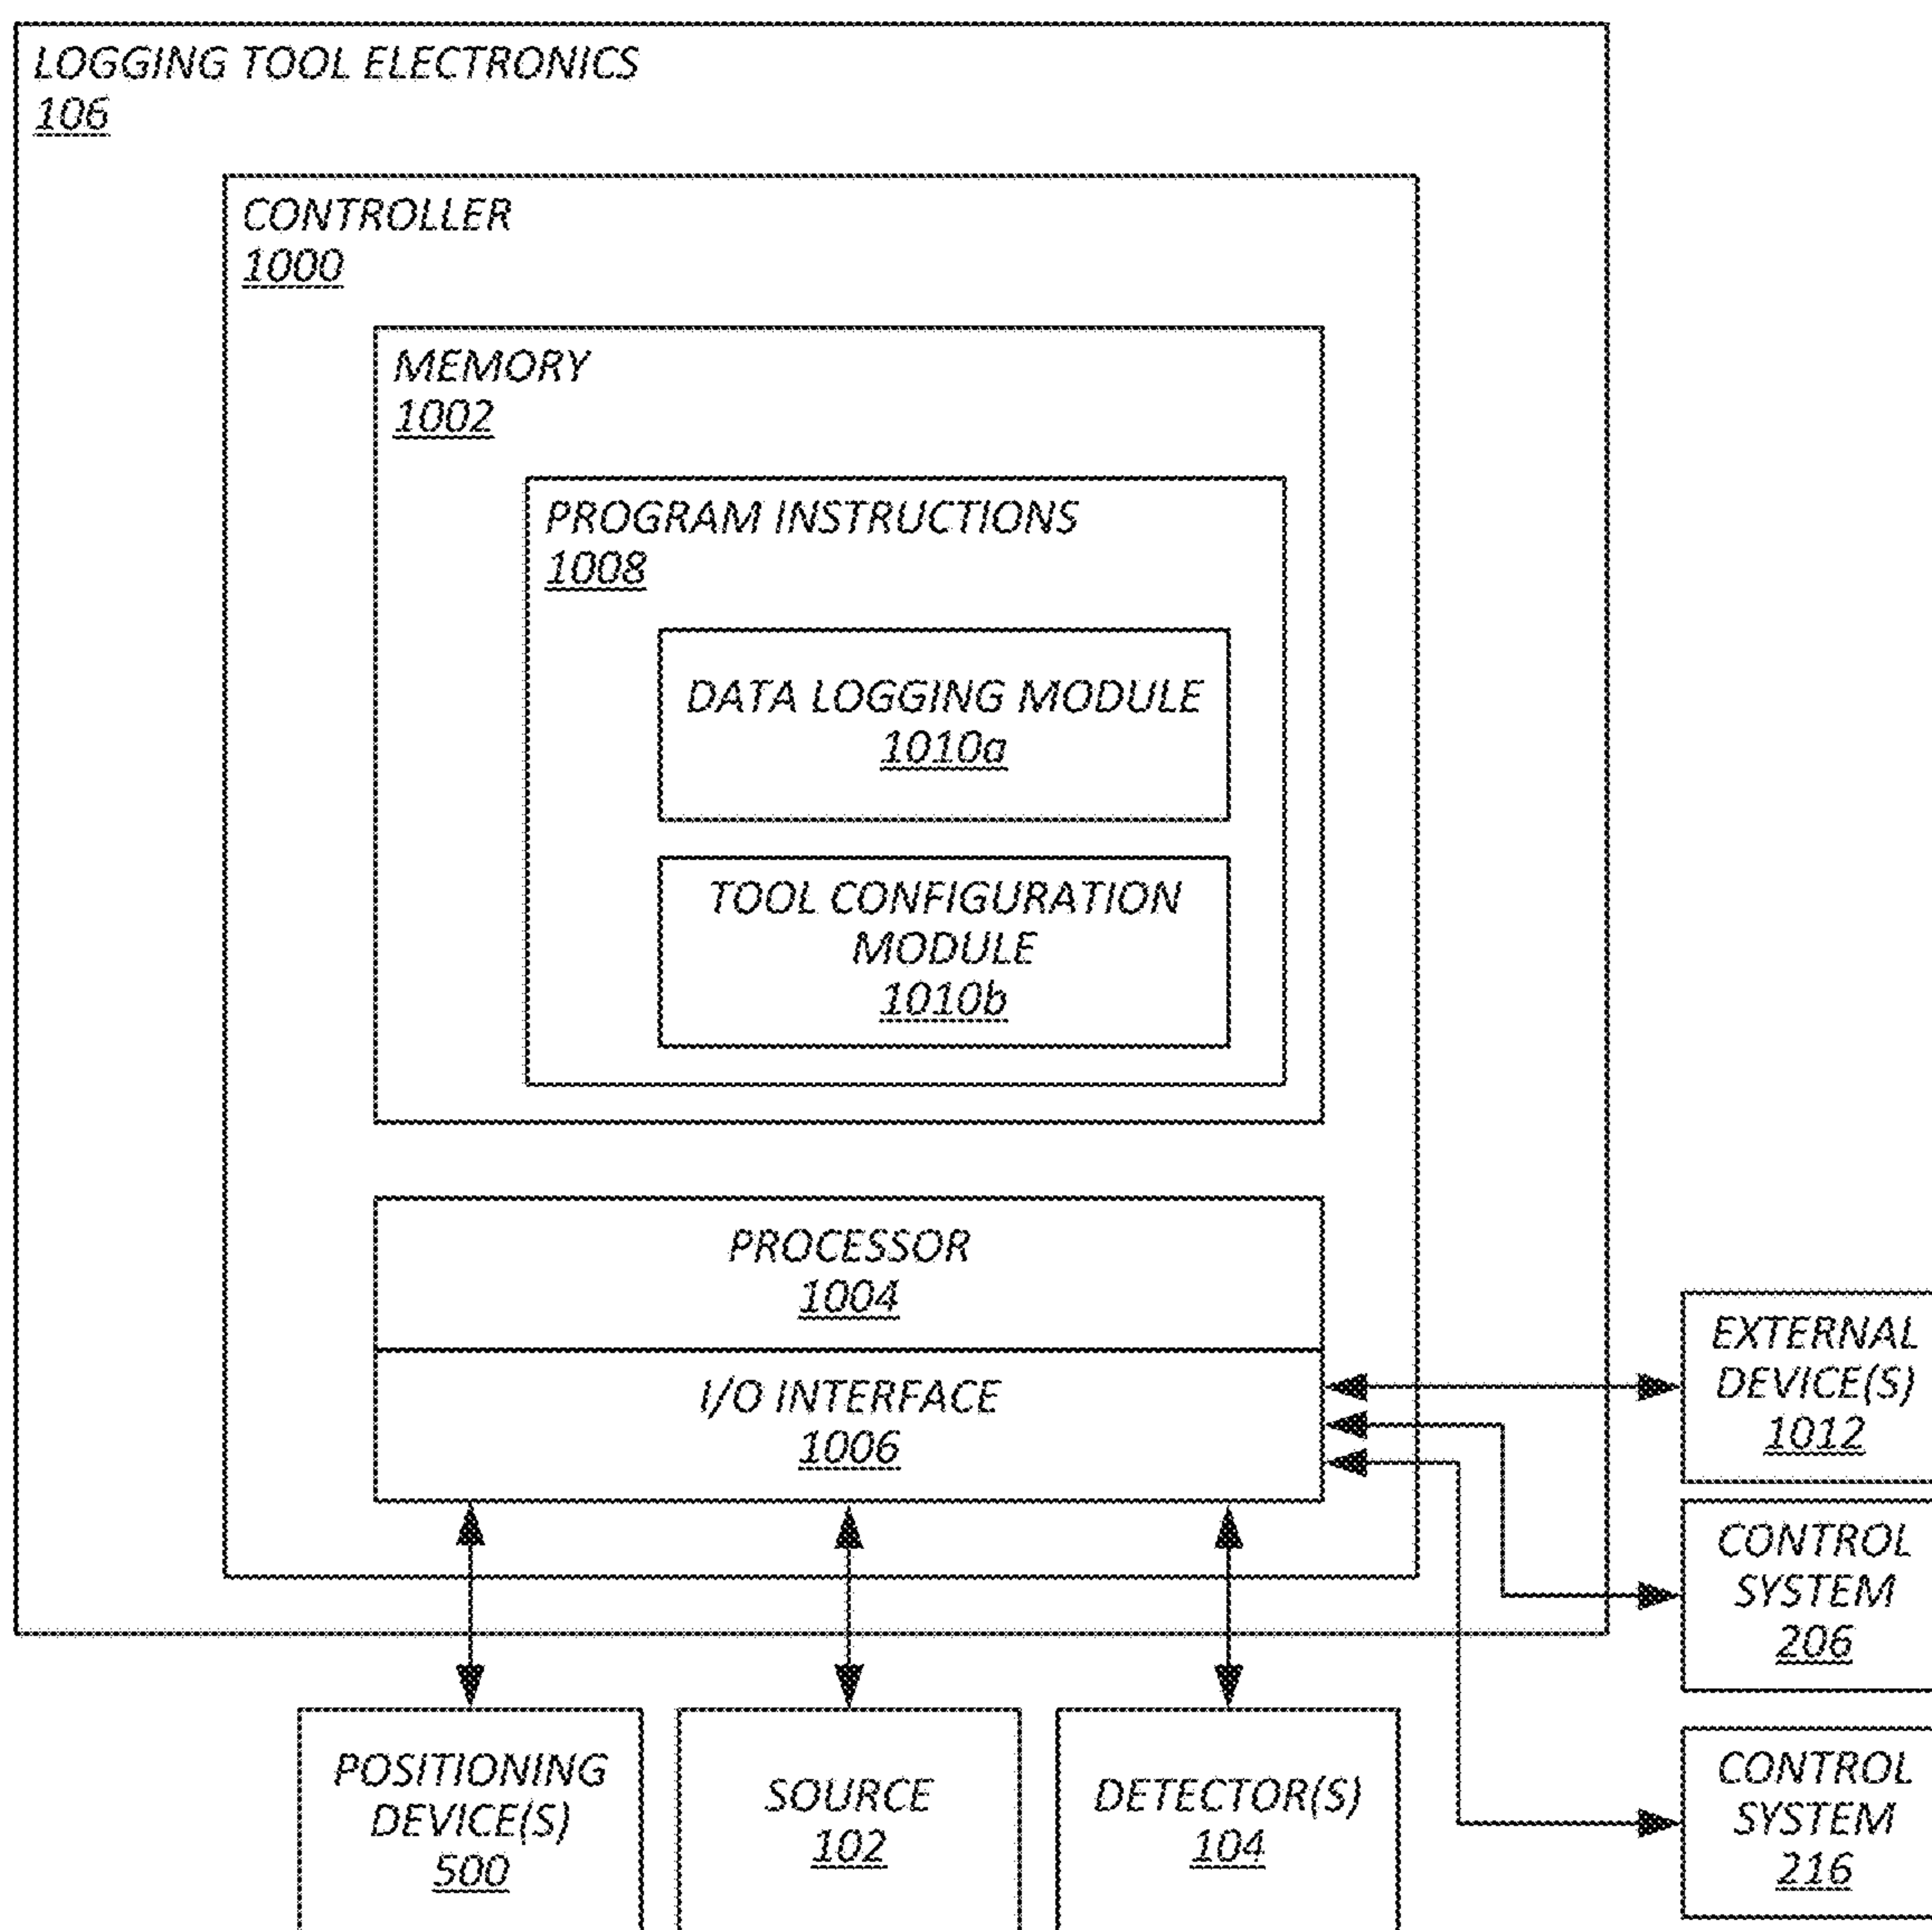 LOGGING TOOL ELECTRONICS
106
CONTROLLER
1000
MEMORY
1002
PROGRAM INSTRUCTIONS
1008
DATA LOGGING MODULE
1010a
TOOL CONFIGURATION
MODULE
1010b
PROCESSOR
1004
I/O INTERFACE
1006
EXTERNAL
DEVICE(S)
1012
CONTROL
SYSTEM
206
CONTROL
SYSTEM
216
POSITIONING
DEVICE(S)
500
SOURCE
102
DETECTOR(S)
104